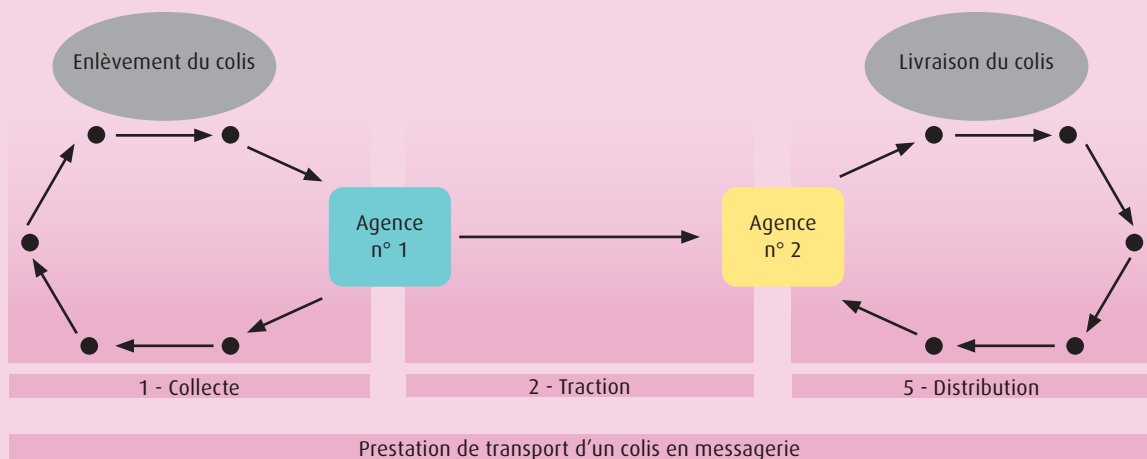 Enlèvement du colis
Livraison du colis
Agence
n° 1
Agence
n° 2
1 - Collecte
2 - Traction
5 - Distribution
Prestation de transport d'un colis en messagerie